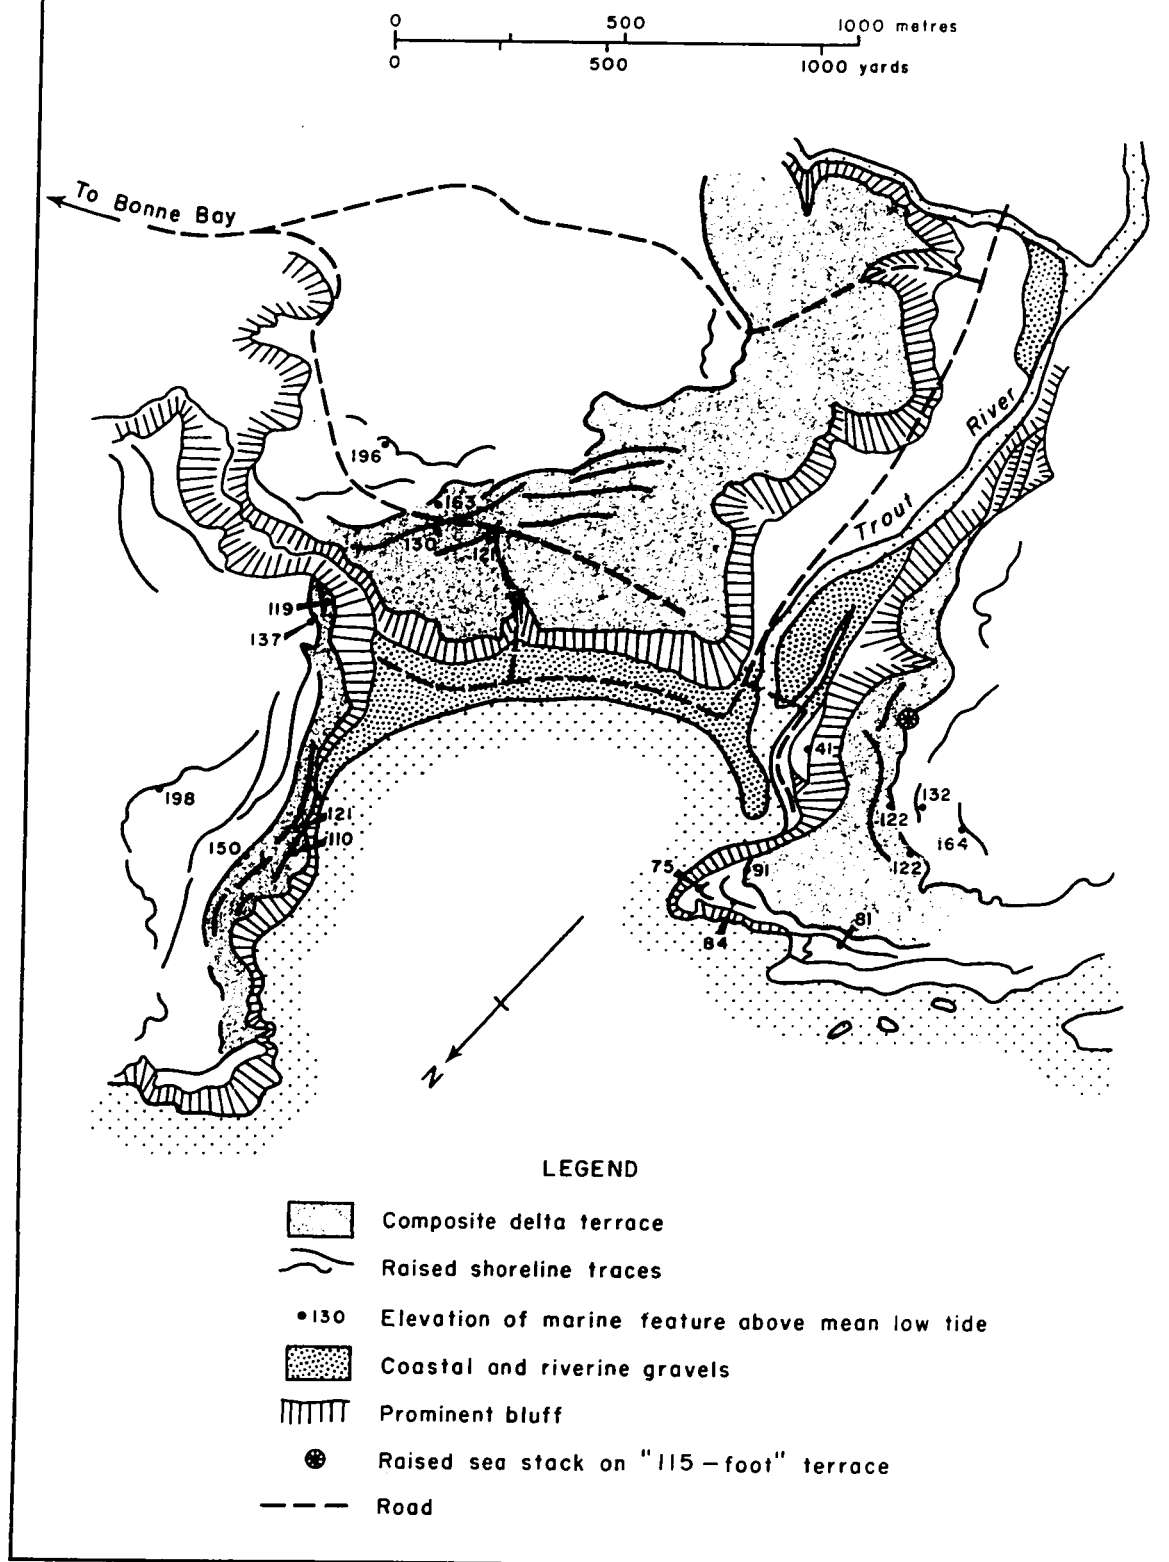 0 500 1000 metres
0 500 1000 yards
To Bonne Bay
River
196
163
Trout
130
121
119
137
41
198
132
121
122
110
164
150
75
91
122
81
84
N
LEGEND
Composite delta terrace
Raised shoreline traces
•130 Elevation of marine feature above mean low tide
Coastal and riverine gravels
Prominent bluff
Raised sea stack on "115-foot" terrace
Road